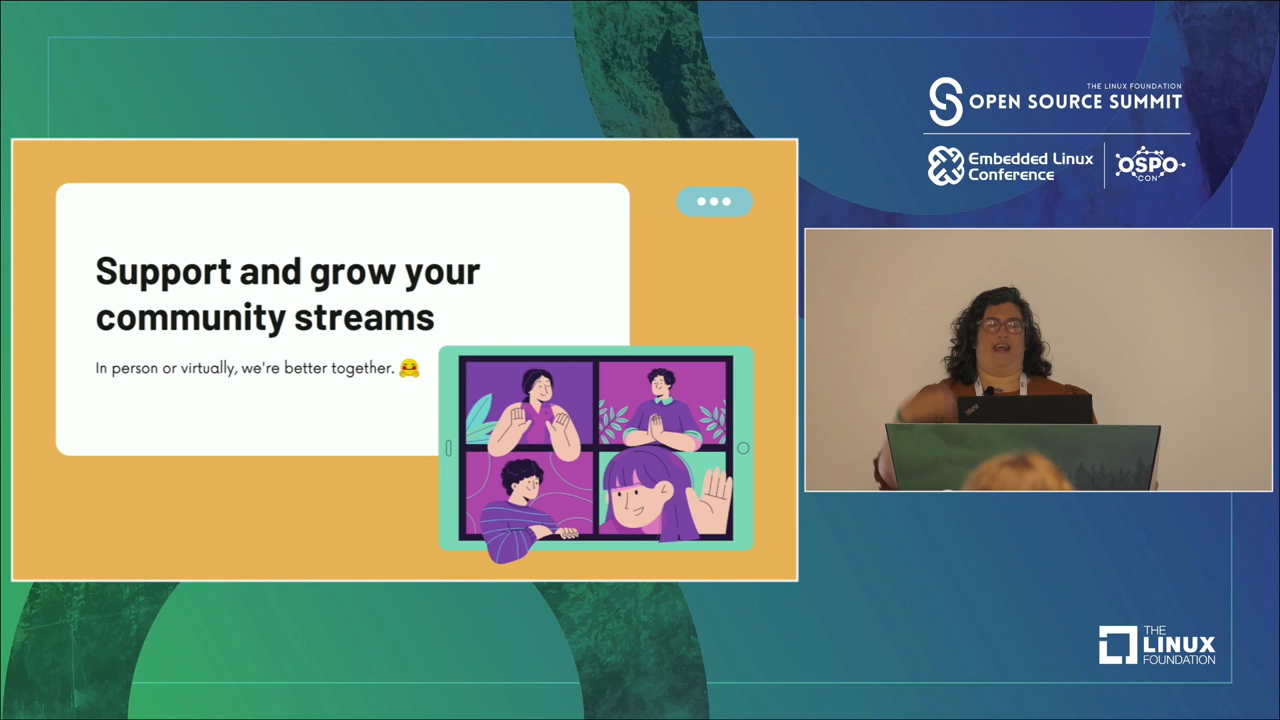 THE LINUX FOUNDATION
OPEN SOURCE SUMMIT
Embedded Linux
Conference
OSPO
CON
Support and grow your
community streams
In person or virtually, we're better together. 🤗
THE
LINUX
FOUNDATION